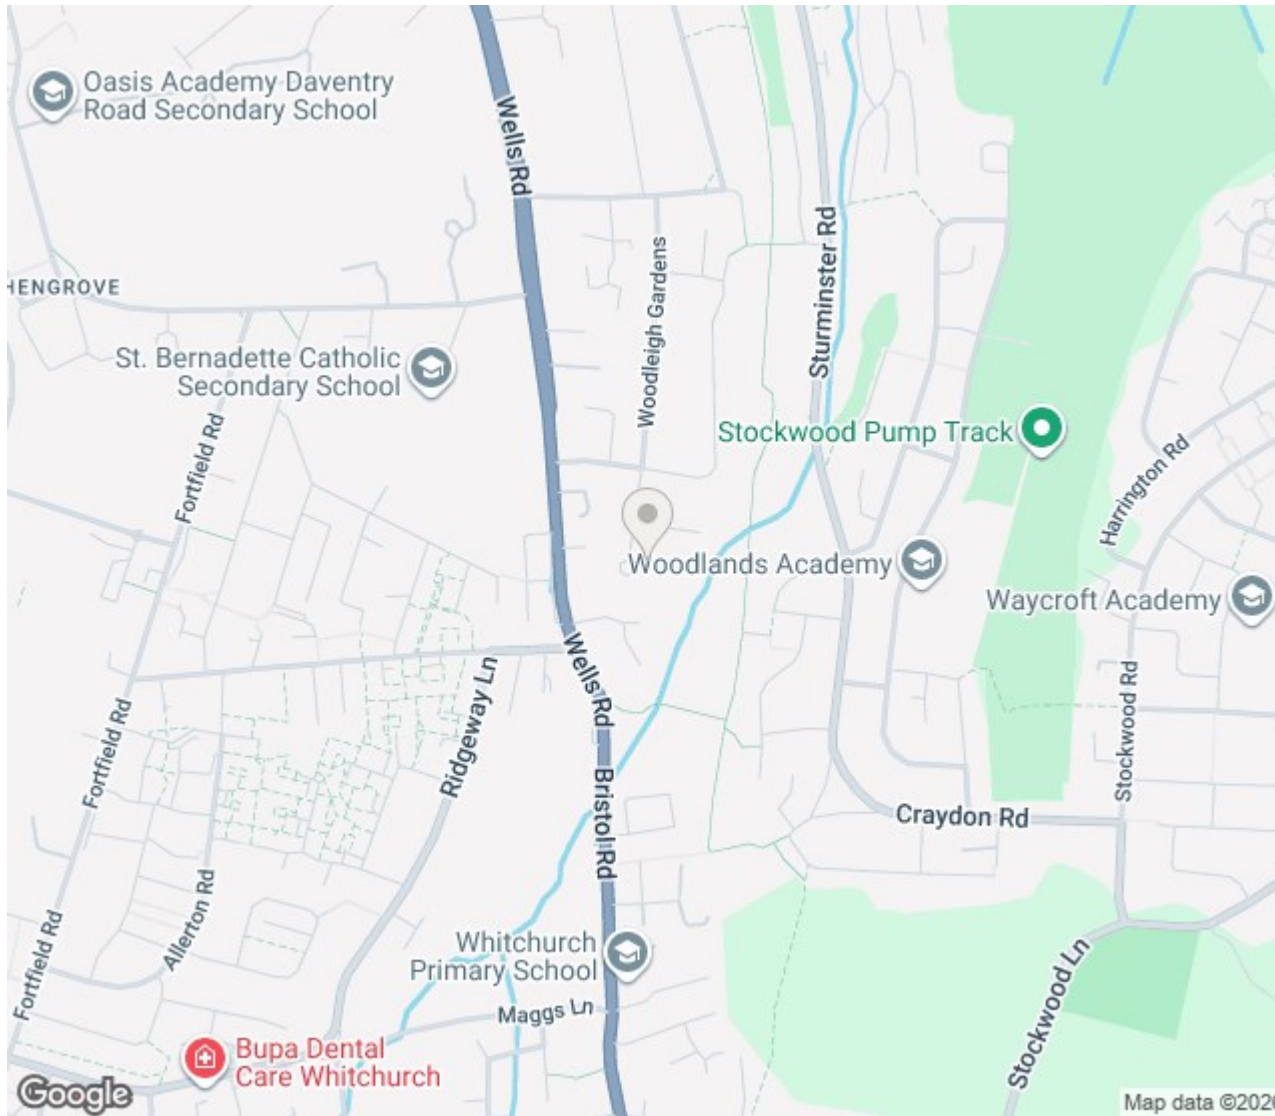 Oasis Academy Daventry
Road Secondary School
Wells Rd
HENGROVE
St. Bernadette Catholic
Secondary School
Woodleigh Gardens
Sturminster Rd
Stockwood Pump Track
Fortfield Rd
Harrington Rd
Woodlands Academy
Waycroft Academy
Wells Rd
Ridgeway Ln
Fortfield Rd
Stockwood Rd
Bristol Rd
Craydon Rd
Allerton Rd
Fortfield Rd
Whitchurch
Primary School
Maggs Ln
Stockwood Ln
Bupa Dental
Care Whitchurch
Google
Map data ©2026